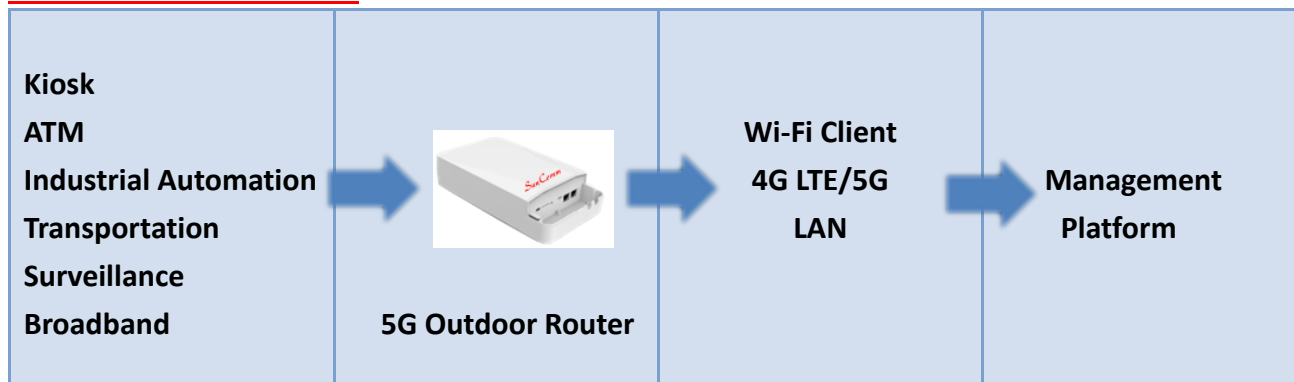 Kiosk
ATM
Industrial Automation
Transportation
Surveillance
Broadband
SunComm
5G Outdoor Router
Wi-Fi Client
4G LTE/5G
LAN
Management
Platform